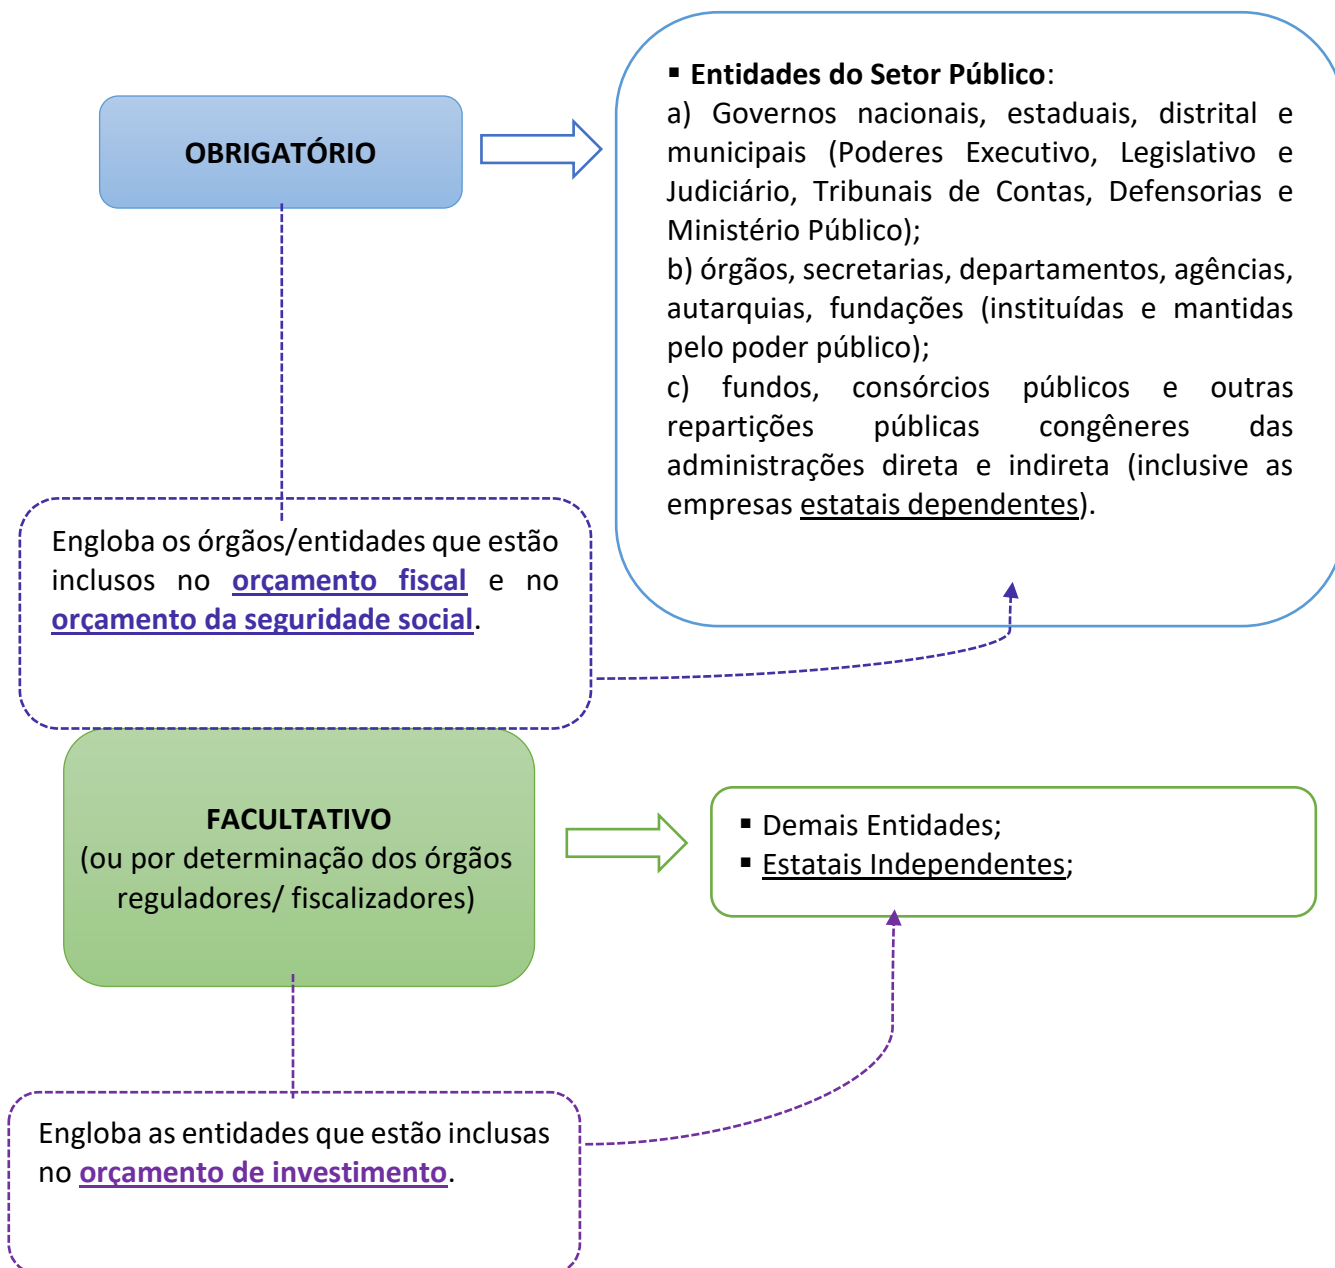 OBRIGATÓRIO
▪ Entidades do Setor Público:
a) Governos nacionais, estaduais, distrital e
municipais (Poderes Executivo, Legislativo e
Judiciário, Tribunais de Contas, Defensorias e
Ministério Público);
b) órgãos, secretarias, departamentos, agências,
autarquias, fundações (instituídas e mantidas
pelo poder público);
c) fundos, consórcios públicos e outras
repartições públicas congêneres das
administrações direta e indireta (inclusive as
empresas estatais dependentes).
Engloba os órgãos/entidades que estão
inclusos no orçamento fiscal e no
orçamento da seguridade social.
FACULTATIVO
(ou por determinação dos órgãos
reguladores/ fiscalizadores)
▪ Demais Entidades;
▪ Estatais Independentes;
Engloba as entidades que estão inclusas
no orçamento de investimento.